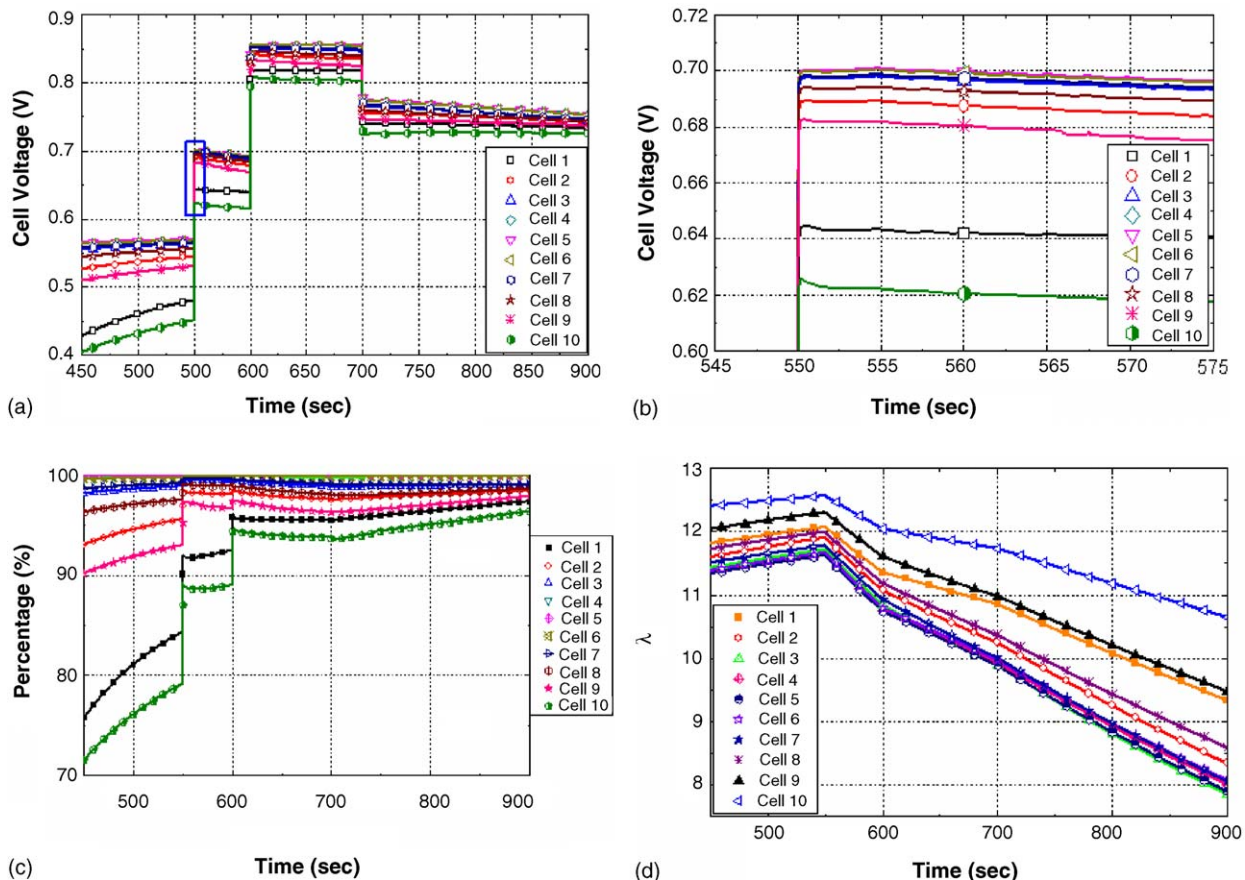 0.9
0.8
0.7
0.6
0.5
0.4
Cell Voltage (V)
Cell 1
Cell 2
Cell 3
Cell 4
Cell 5
Cell 6
Cell 7
Cell 8
Cell 9
Cell 10
450 500 550 600 650 700 750 800 850 900
Time (sec)
(a)
0.72
0.70
0.68
0.66
0.64
0.62
0.60
Cell Voltage (V)
Cell 1
Cell 2
Cell 3
Cell 4
Cell 5
Cell 6
Cell 7
Cell 8
Cell 9
Cell 10
545 550 555 560 565 570 575
Time (sec)
(b)
100
90
80
70
Percentage (%)
Cell 1
Cell 2
Cell 3
Cell 4
Cell 5
Cell 6
Cell 7
Cell 8
Cell 9
Cell 10
500 600 700 800 900
Time (sec)
(c)
13
12
11
10
9
8
λ
Cell 1
Cell 2
Cell 3
Cell 4
Cell 5
Cell 6
Cell 7
Cell 8
Cell 9
Cell 10
500 600 700 800 900
Time (sec)
(d)